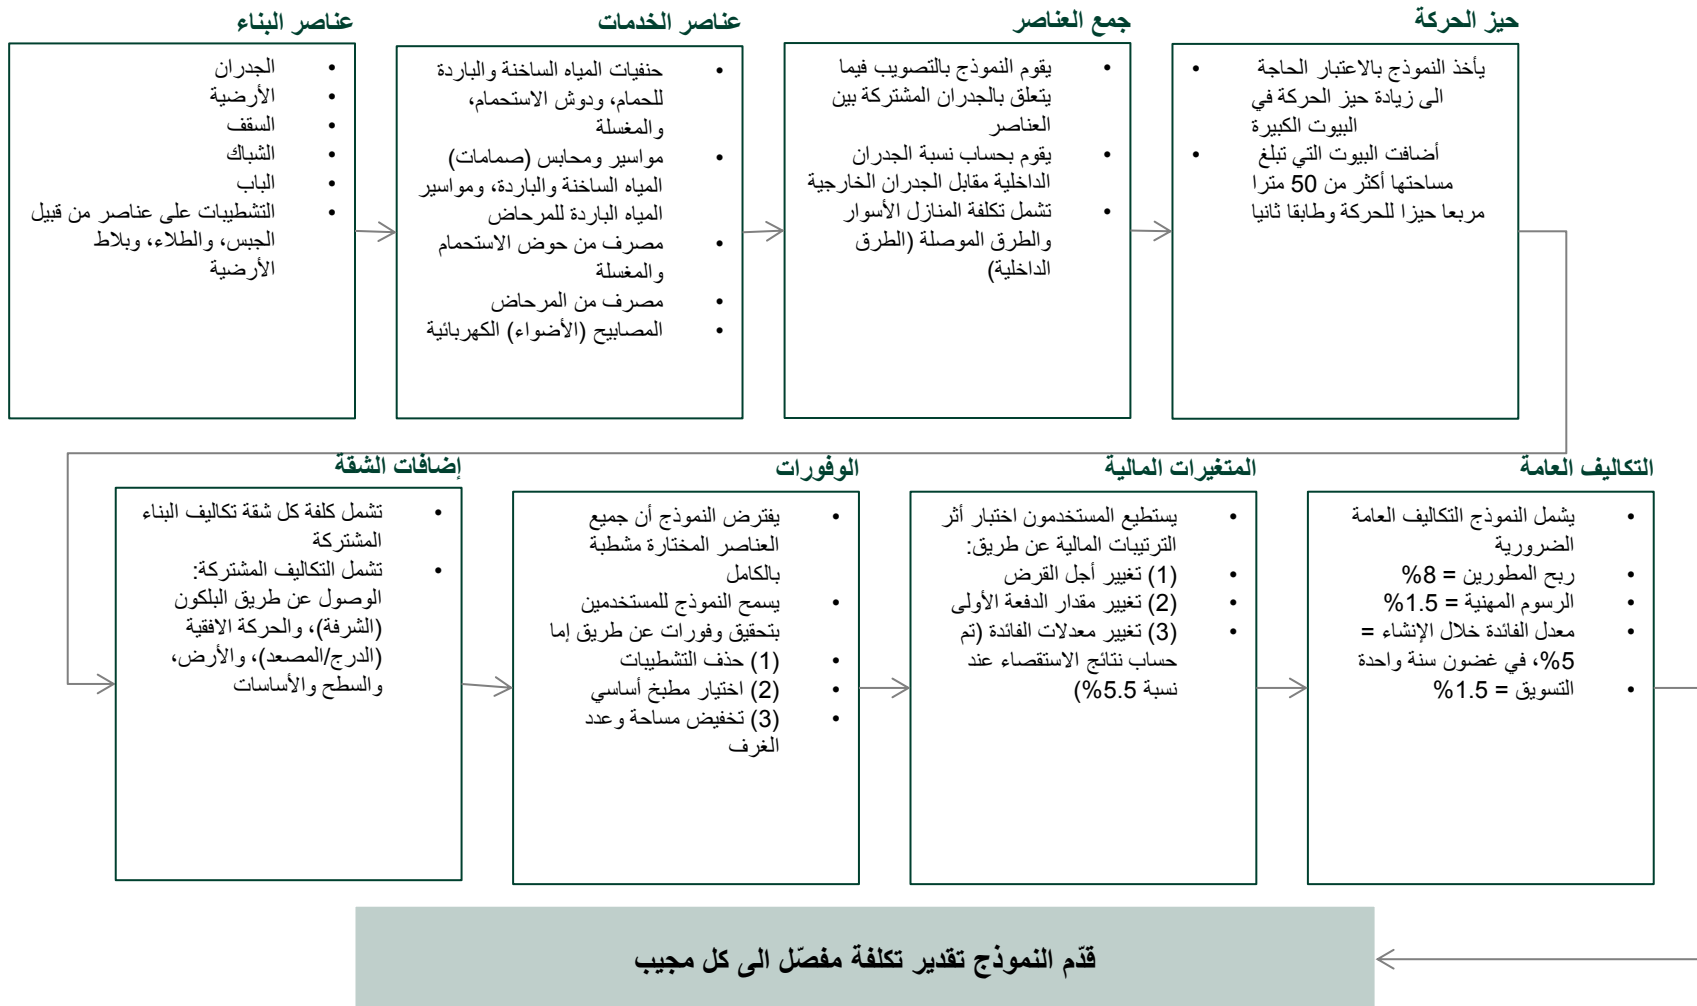 عناصر البناء
• الجدران
• الأرضية
• السقف
• الشباك
• الباب
• التشطيبات على عناصر من قبيل
الجبس، والطلاء، وبلاط
الأرضية
عناصر الخدمات
• حنفيات المياه الساخنة والباردة
للحمام، ودوش الاستحمام،
والمغسلة
• مواسير ومحابس (صمامات)
المياه الساخنة والباردة، ومواسير
المياه الباردة للمرحاض
• مصرف من حوض الاستحمام
والمغسلة
• مصرف من المرحاض
• المصابيح (الأضواء) الكهربائية
جمع العناصر
• يقوم النموذج بالتصويب فيما
يتعلق بالجدران المشتركة بين
العناصر
• يقوم بحساب نسبة الجدران
الداخلية مقابل الجدران الخارجية
• تشمل تكلفة المنازل الأسوار
والطرق الموصلة (الطرق
الداخلية)
حيز الحركة
• يأخذ النموذج بالاعتبار الحاجة
الى زيادة حيز الحركة في
البيوت الكبيرة
• أضافت البيوت التي تبلغ
مساحتها أكثر من 50 مترا
مربعا حيزا للحركة وطابقا ثانيا
إضافات الشقة
• تشمل كلفة كل شقة تكاليف البناء
المشتركة
• تشمل التكاليف المشتركة:
الوصول عن طريق البلكون
(الشرفة)، والحركة الافقية
(الدرج/المصعد)، والأرض،
والسطح والأساسات
الوفورات
• يفترض النموذج أن جميع
العناصر المختارة مشطبة
بالكامل
• يسمح النموذج للمستخدمين
بتحقيق وفورات عن طريق إما
• (1) حذف التشطيبات
• (2) اختيار مطبخ أساسي
• (3) تخفيض مساحة وعدد
الغرف
المتغيرات المالية
• يستطيع المستخدمون اختبار أثر
الترتيبات المالية عن طريق:
• (1) تغيير أجل القرض
• (2) تغيير مقدار الدفعة الأولى
• (3) تغيير معدلات الفائدة (تم
حساب نتائج الاستقصاء عند
نسبة 5.5%)
التكاليف العامة
• يشمل النموذج التكاليف العامة
الضرورية
• ربح المطورين = 8%
• الرسوم المهنية = 1.5%
• معدل الفائدة خلال الإنشاء =
5%، في غضون سنة واحدة
• التسويق = 1.5%
قدّم النموذج تقدير تكلفة مفصّل الى كل مجيب